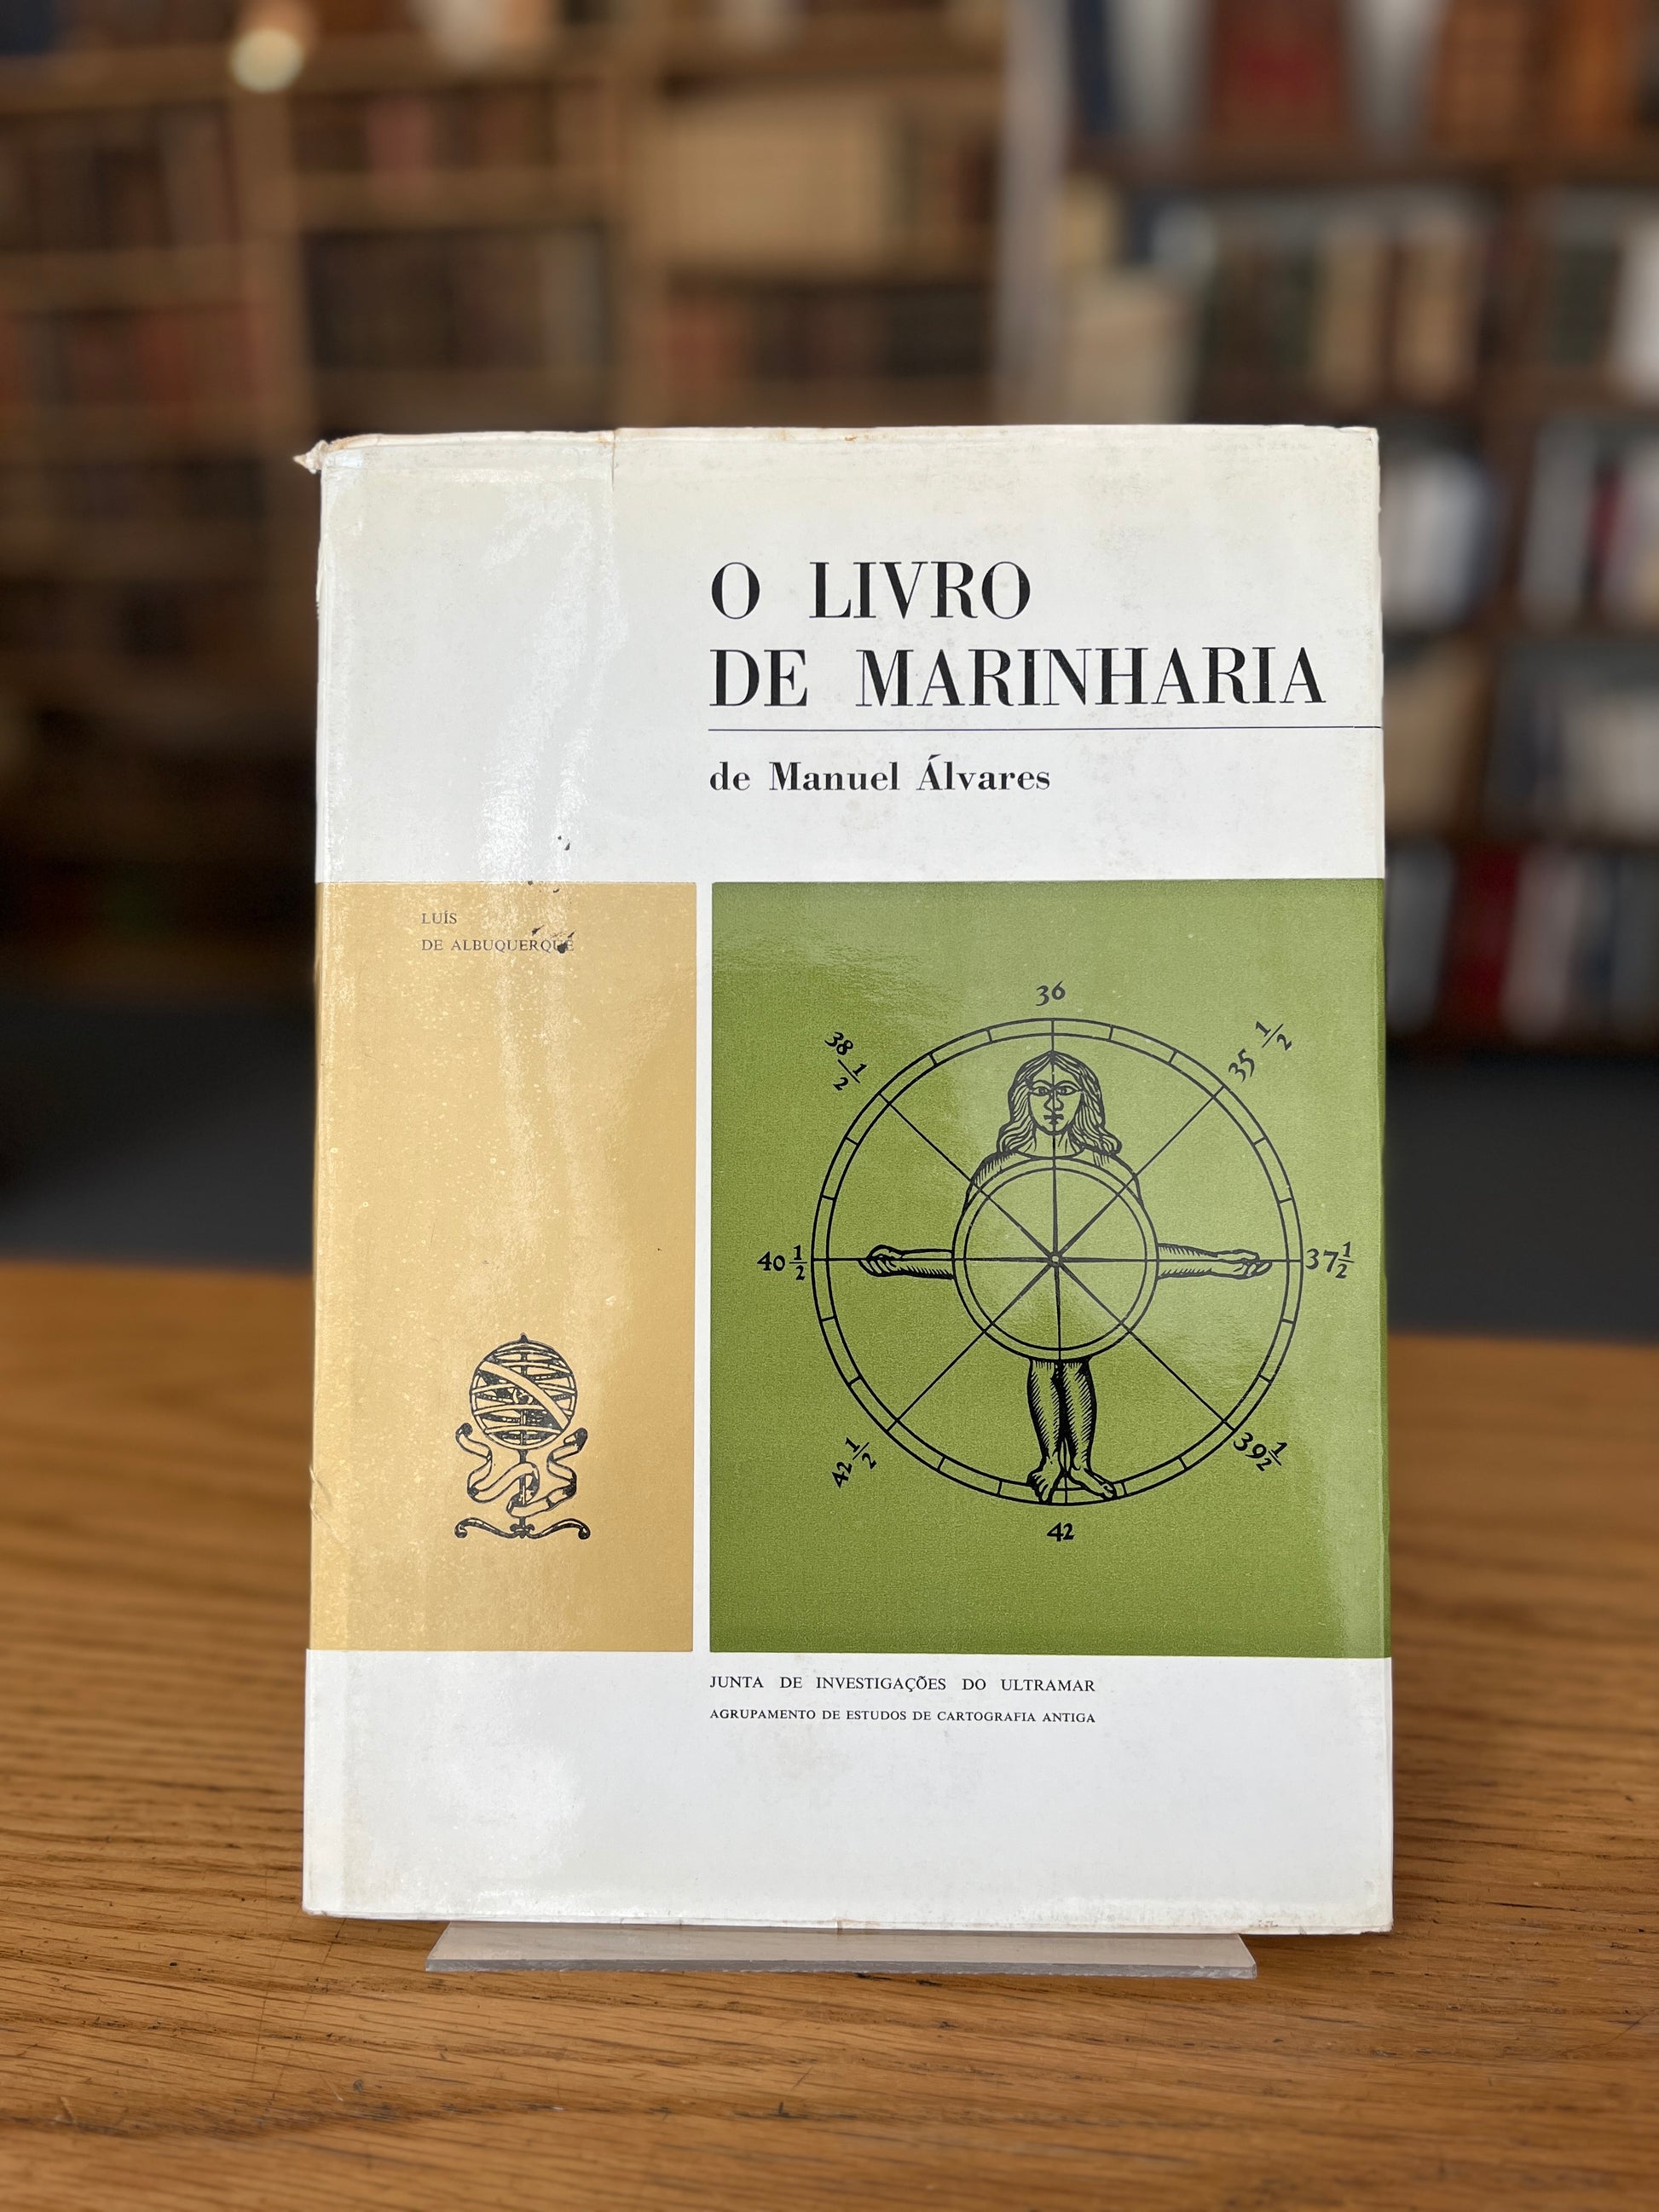 O LIVRO
DE MARINHARIA
de Manuel Álvares
LUÍS
DE ALBUQUERQUE
36
38 1/2
35 1/2
40 1/2
37 1/2
42 1/2
39 1/2
42
JUNTA DE INVESTIGAÇÕES DO ULTRAMAR
AGRUPAMENTO DE ESTUDOS DE CARTOGRAFIA ANTIGA